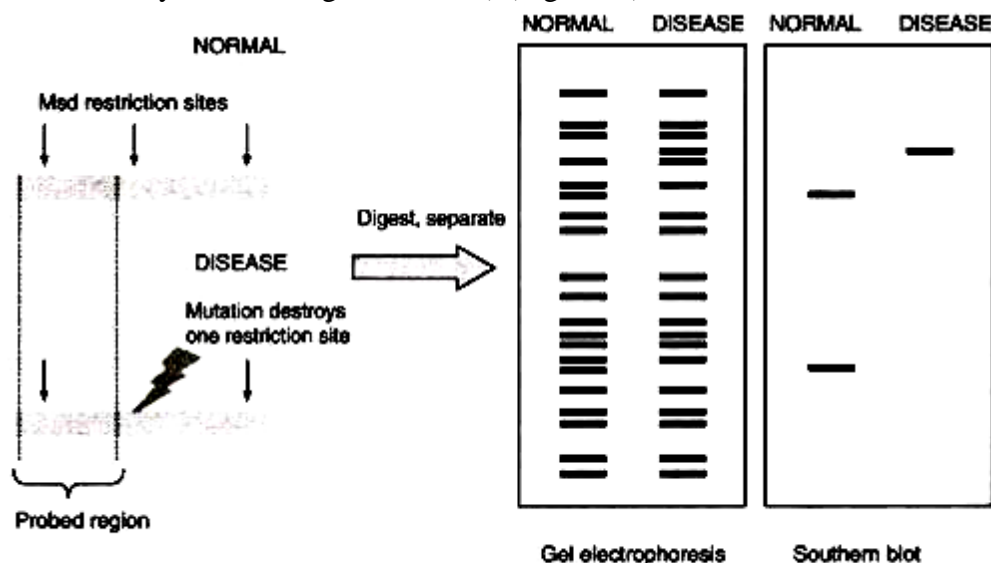 NORMAL
Msd restriction sites
DISEASE
Mutation destroys
one restriction site
Probed region
Digest, separate
NORMAL DISEASE
Gel electrophoresis
NORMAL DISEASE
Southern blot